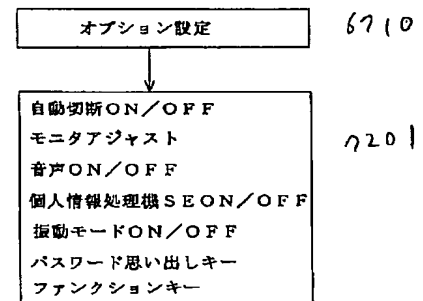 オプション設定
6710
自動切断ON／OFF
モニタアジャスト
7201
音声ON／OFF
個人情報処理機SEON／OFF
振動モードON／OFF
パスワード思い出しキー
ファンクションキー